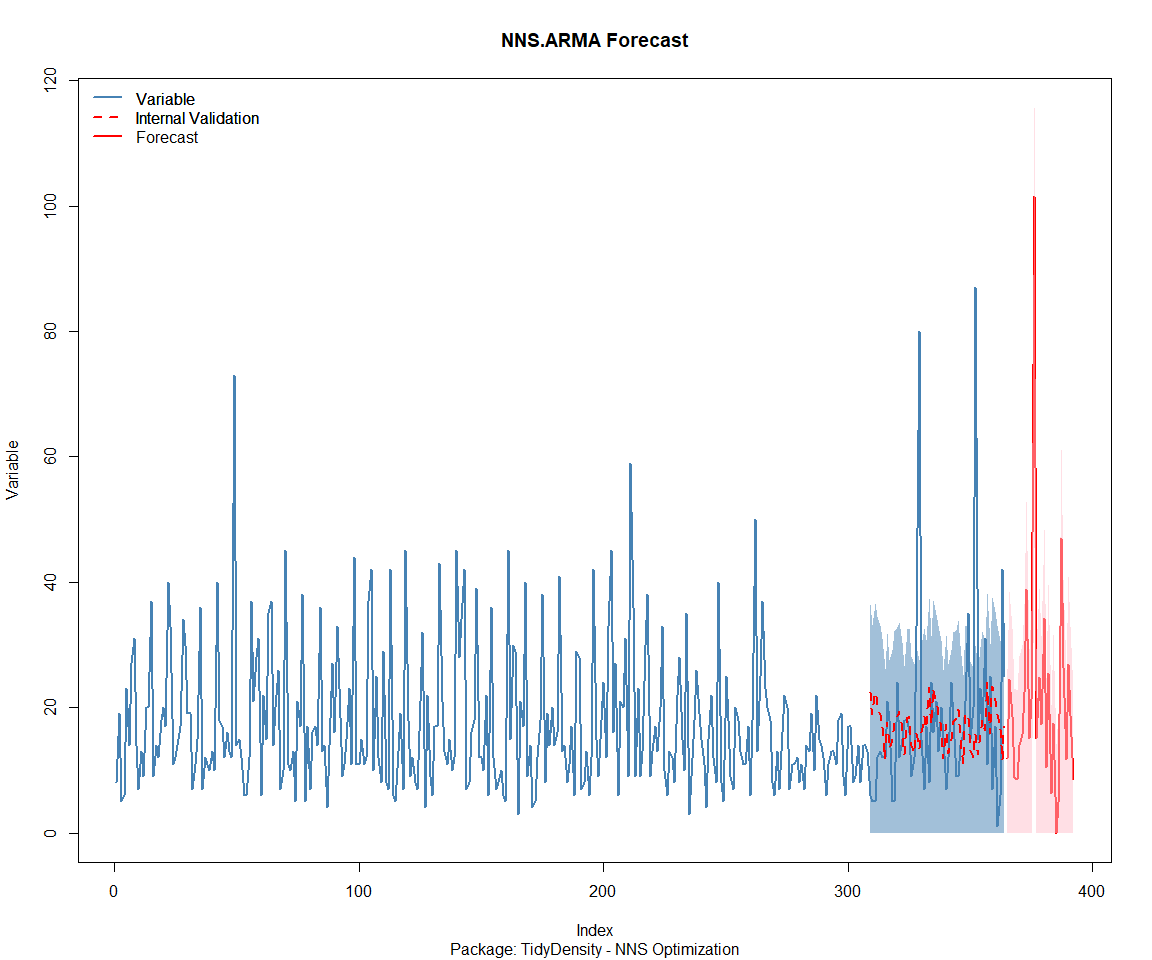 NNS.ARMA Forecast
Variable
Internal Validation
Forecast
Variable
0
20
40
60
80
100
120
0
100
200
300
400
Index
Package: TidyDensity - NNS Optimization